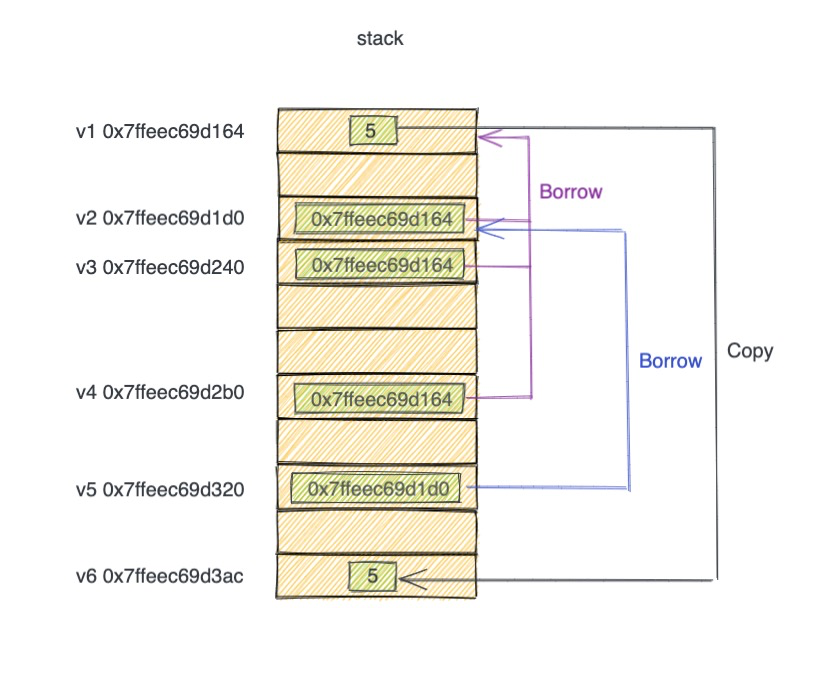 stack
v1 0x7ffeec69d164
5
Borrow
v2 0x7ffeec69d1d0
0x7ffeec69d164
v3 0x7ffeec69d240
0x7ffeec69d164
Borrow
Copy
v4 0x7ffeec69d2b0
0x7ffeec69d164
v5 0x7ffeec69d320
0x7ffeec69d1d0
v6 0x7ffeec69d3ac
5